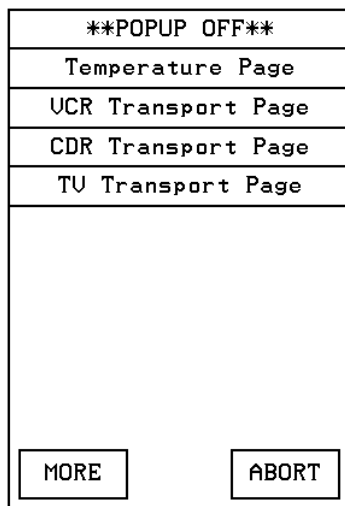 **POPUP OFF**
Temperature Page
VCR Transport Page
CDR Transport Page
TV Transport Page
MORE
ABORT